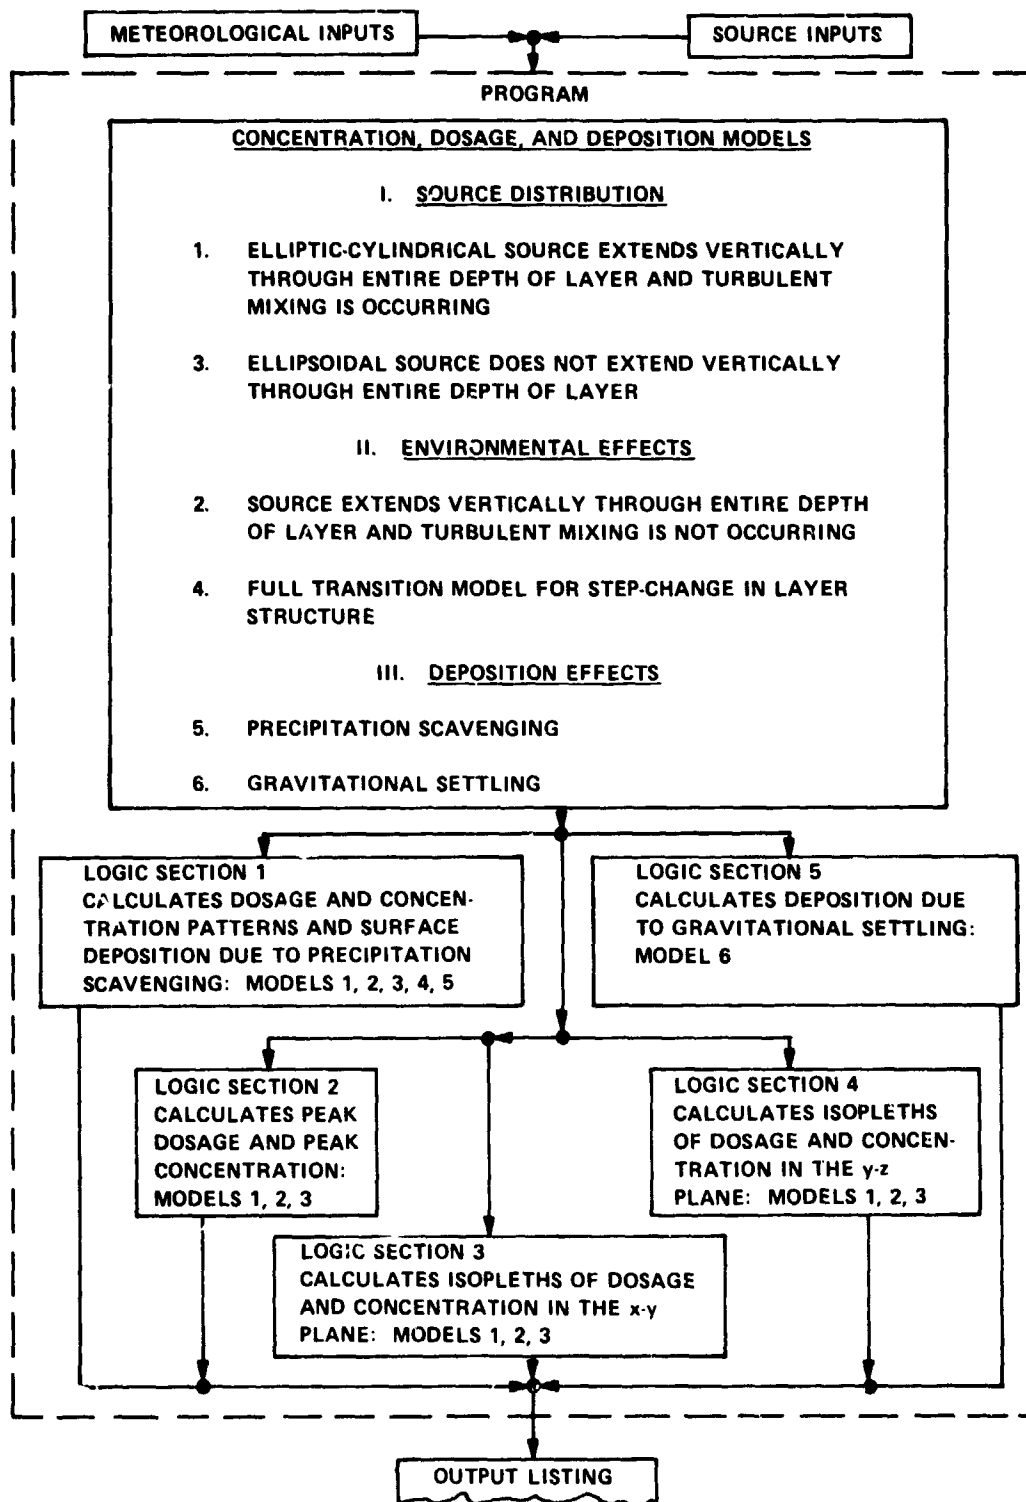 METEOROLOGICAL INPUTS
SOURCE INPUTS
PROGRAM
CONCENTRATION, DOSAGE, AND DEPOSITION MODELS
I. SOURCE DISTRIBUTION
1. ELLIPTIC-CYLINDRICAL SOURCE EXTENDS VERTICALLY
THROUGH ENTIRE DEPTH OF LAYER AND TURBULENT
MIXING IS OCCURRING
3. ELLIPSOIDAL SOURCE DOES NOT EXTEND VERTICALLY
THROUGH ENTIRE DEPTH OF LAYER
II. ENVIRONMENTAL EFFECTS
2. SOURCE EXTENDS VERTICALLY THROUGH ENTIRE DEPTH
OF LAYER AND TURBULENT MIXING IS NOT OCCURRING
4. FULL TRANSITION MODEL FOR STEP-CHANGE IN LAYER
STRUCTURE
III. DEPOSITION EFFECTS
5. PRECIPITATION SCAVENGING
6. GRAVITATIONAL SETTLING
LOGIC SECTION 1
CALCULATES DOSAGE AND CONCEN-
TRATION PATTERNS AND SURFACE
DEPOSITION DUE TO PRECIPITATION
SCAVENGING: MODELS 1, 2, 3, 4, 5
LOGIC SECTION 5
CALCULATES DEPOSITION DUE
TO GRAVITATIONAL SETTLING:
MODEL 6
LOGIC SECTION 2
CALCULATES PEAK
DOSAGE AND PEAK
CONCENTRATION:
MODELS 1, 2, 3
LOGIC SECTION 4
CALCULATES ISOPLETHS
OF DOSAGE AND CONCEN-
TRATION IN THE y-z
PLANE: MODELS 1, 2, 3
LOGIC SECTION 3
CALCULATES ISOPLETHS OF DOSAGE
AND CONCENTRATION IN THE x-y
PLANE: MODELS 1, 2, 3
OUTPUT LISTING